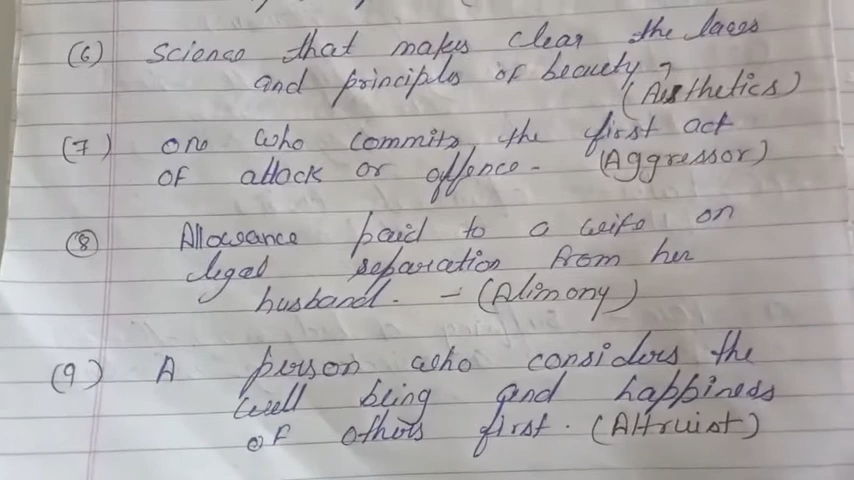 (6) Science that makes clear the laws
and principles of beauety →
(Aesthetics)
(7) one who commits, the first act
of attack or offence- (Aggressor)
(8) Allowance paid to a wife on
legal separation from her
husband. - (Alimony)
(9) A person who considers the
well being and happiness
of others first. (Altruist)